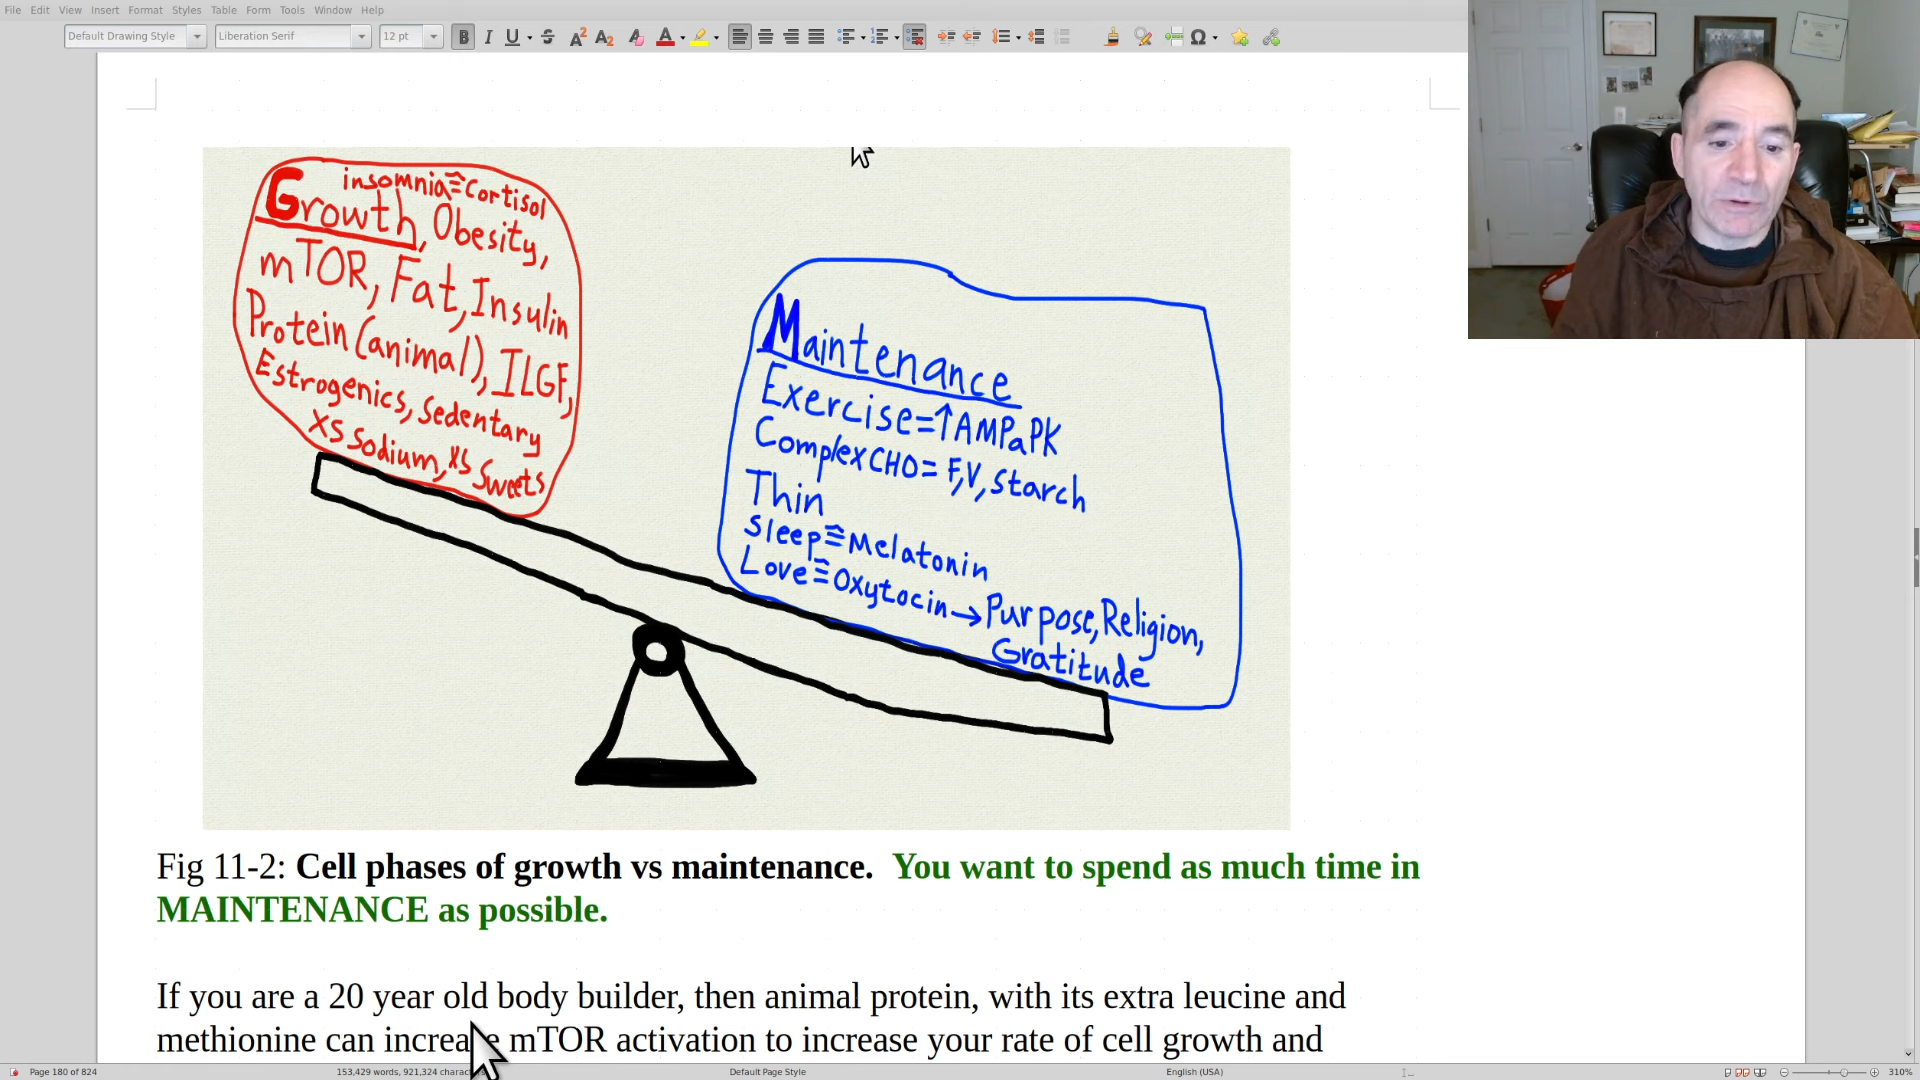 File Edit View Insert Format Styles Table Form Tools Window Help
Default Drawing Style Liberation Serif 12 pt
insomnia≘Cortisol
Growth, Obesity,
mTOR, Fat, Insulin
Protein (animal), ILGF,
Estrogenics, Sedentary
XS Sodium, XS Sweets
Maintenance
Exercise=↑AMPaPK
Complex CHO= F,V, Starch
Thin
Sleep≘Melatonin
Love≘Oxytocin→Purpose, Religion,
Gratitude
Fig 11-2: Cell phases of growth vs maintenance. You want to spend as much time in
MAINTENANCE as possible.
If you are a 20 year old body builder, then animal protein, with its extra leucine and
methionine can increase mTOR activation to increase your rate of cell growth and
Page 180 of 824 153,429 words, 921,324 Default Page Style English (USA) 310%